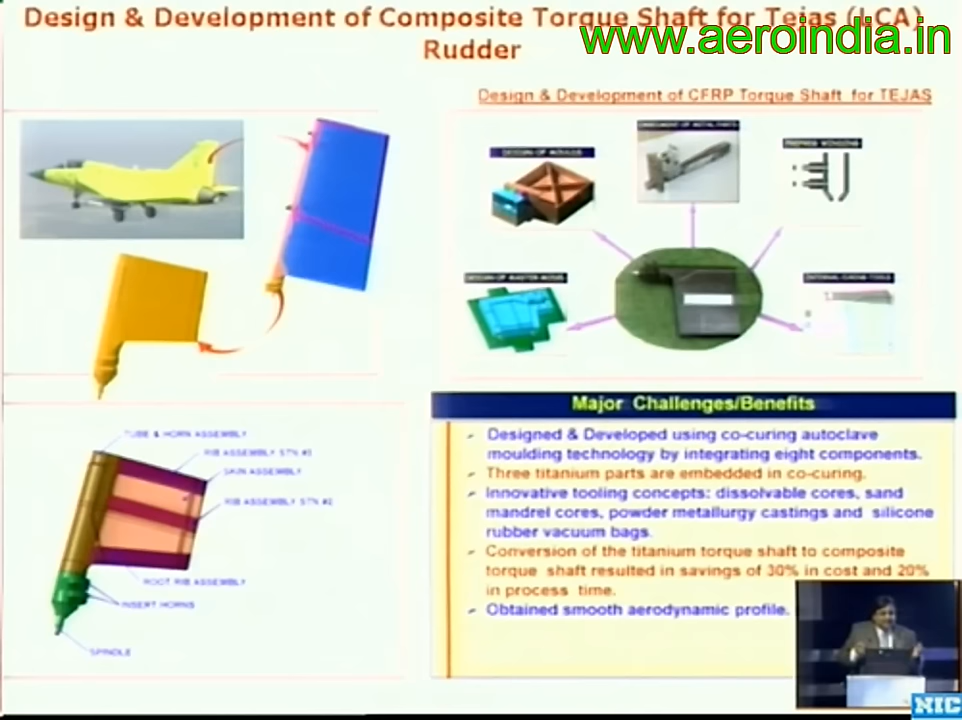 Design & Development of Composite Torque Shaft for Tejas (LCA)
Rudder
www.aeroindia.in
Design & Development of CFRP Torque Shaft for TEJAS
DESIGN OF MOULDS
DESIGN OF MASTER MODEL
Major Challenges/Benefits
Designed & Developed using co-curing autoclave
moulding technology by integrating eight components.
Three titanium parts are embedded in co-curing.
Innovative tooling concepts: dissolvable cores, sand
mandrel cores, powder metallurgy castings and silicone
rubber vacuum bags.
Conversion of the titanium torque shaft to composite
torque shaft resulted in savings of 30% in cost and 20%
in process time.
Obtained smooth aerodynamic profile.
TUBE & HORN ASSEMBLY
RIB ASSEMBLY STN #3
SKIN ASSEMBLY
RIB ASSEMBLY STN #2
ROOT RIB ASSEMBLY
INSERT HORNS
SPINDLE
NIC